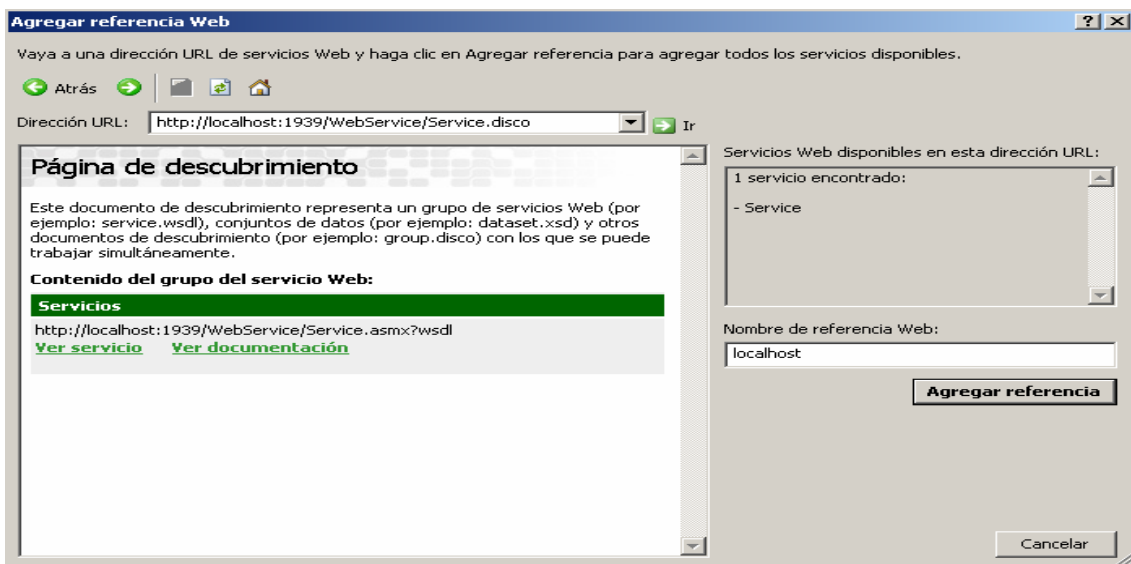 Agregar referencia Web
Vaya a una dirección URL de servicios Web y haga clic en Agregar referencia para agregar todos los servicios disponibles.
Atrás
Dirección URL: http://localhost:1939/WebService/Service.disco Ir
Página de descubrimiento
Este documento de descubrimiento representa un grupo de servicios Web (por
ejemplo: service.wsdl), conjuntos de datos (por ejemplo: dataset.xsd) y otros
documentos de descubrimiento (por ejemplo: group.disco) con los que se puede
trabajar simultáneamente.
Contenido del grupo del servicio Web:
Servicios
http://localhost:1939/WebService/Service.asmx?wsdl
Ver servicio Ver documentación
Servicios Web disponibles en esta dirección URL:
1 servicio encontrado:
- Service
Nombre de referencia Web:
localhost
Agregar referencia
Cancelar